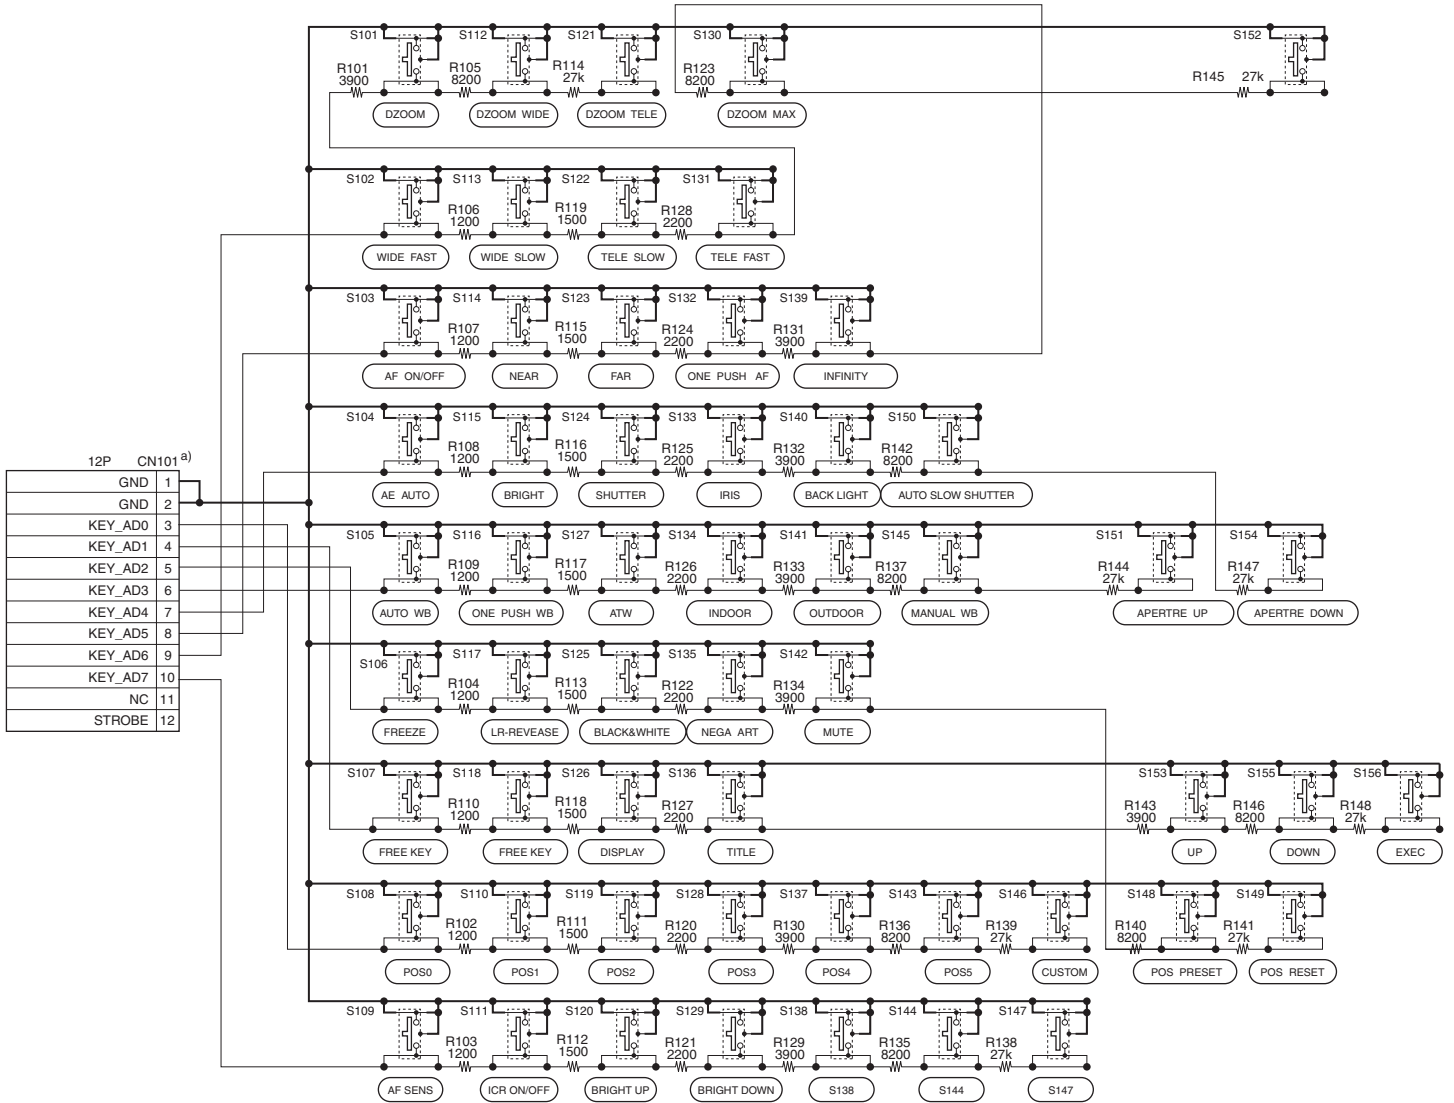 S101 S112 S121 S130 S152
R101 3900 R105 8200 R114 27k R123 8200 R145 27k
DZOOM DZOOM WIDE DZOOM TELE DZOOM MAX
S102 S113 S122 S131
R106 1200 R119 1500 R128 2200
WIDE FAST WIDE SLOW TELE SLOW TELE FAST
S103 S114 S123 S132 S139
R107 1200 R115 1500 R124 2200 R131 3900
AF ON/OFF NEAR FAR ONE PUSH AF INFINITY
S104 S115 S124 S133 S140 S150
R108 1200 R116 1500 R125 2200 R132 3900 R142 8200
AE AUTO BRIGHT SHUTTER IRIS BACK LIGHT AUTO SLOW SHUTTER
12P CN101 a)
GND 1
GND 2
KEY_AD0 3
KEY_AD1 4
KEY_AD2 5
KEY_AD3 6
KEY_AD4 7
KEY_AD5 8
KEY_AD6 9
KEY_AD7 10
NC 11
STROBE 12
S105 S116 S127 S134 S141 S145 S151 S154
R109 1200 R117 1500 R126 2200 R133 3900 R137 8200 R144 27k R147 27k
AUTO WB ONE PUSH WB ATW INDOOR OUTDOOR MANUAL WB APERTRE UP APERTRE DOWN
S106 S117 S125 S135 S142
R104 1200 R113 1500 R122 2200 R134 3900
FREEZE LR-REVEASE BLACK&WHITE NEGA ART MUTE
S107 S118 S126 S136 S153 S155 S156
R110 1200 R118 1500 R127 2200 R143 3900 R146 8200 R148 27k
FREE KEY FREE KEY DISPLAY TITLE UP DOWN EXEC
S108 S110 S119 S128 S137 S143 S146 S148 S149
R102 1200 R111 1500 R120 2200 R130 3900 R136 8200 R139 27k R140 8200 R141 27k
POS0 POS1 POS2 POS3 POS4 POS5 CUSTOM POS PRESET POS RESET
S109 S111 S120 S129 S138 S144 S147
R103 1200 R112 1500 R121 2200 R129 3900 R135 8200 R138 27k
AF SENS ICR ON/OFF BRIGHT UP BRIGHT DOWN S138 S144 S147